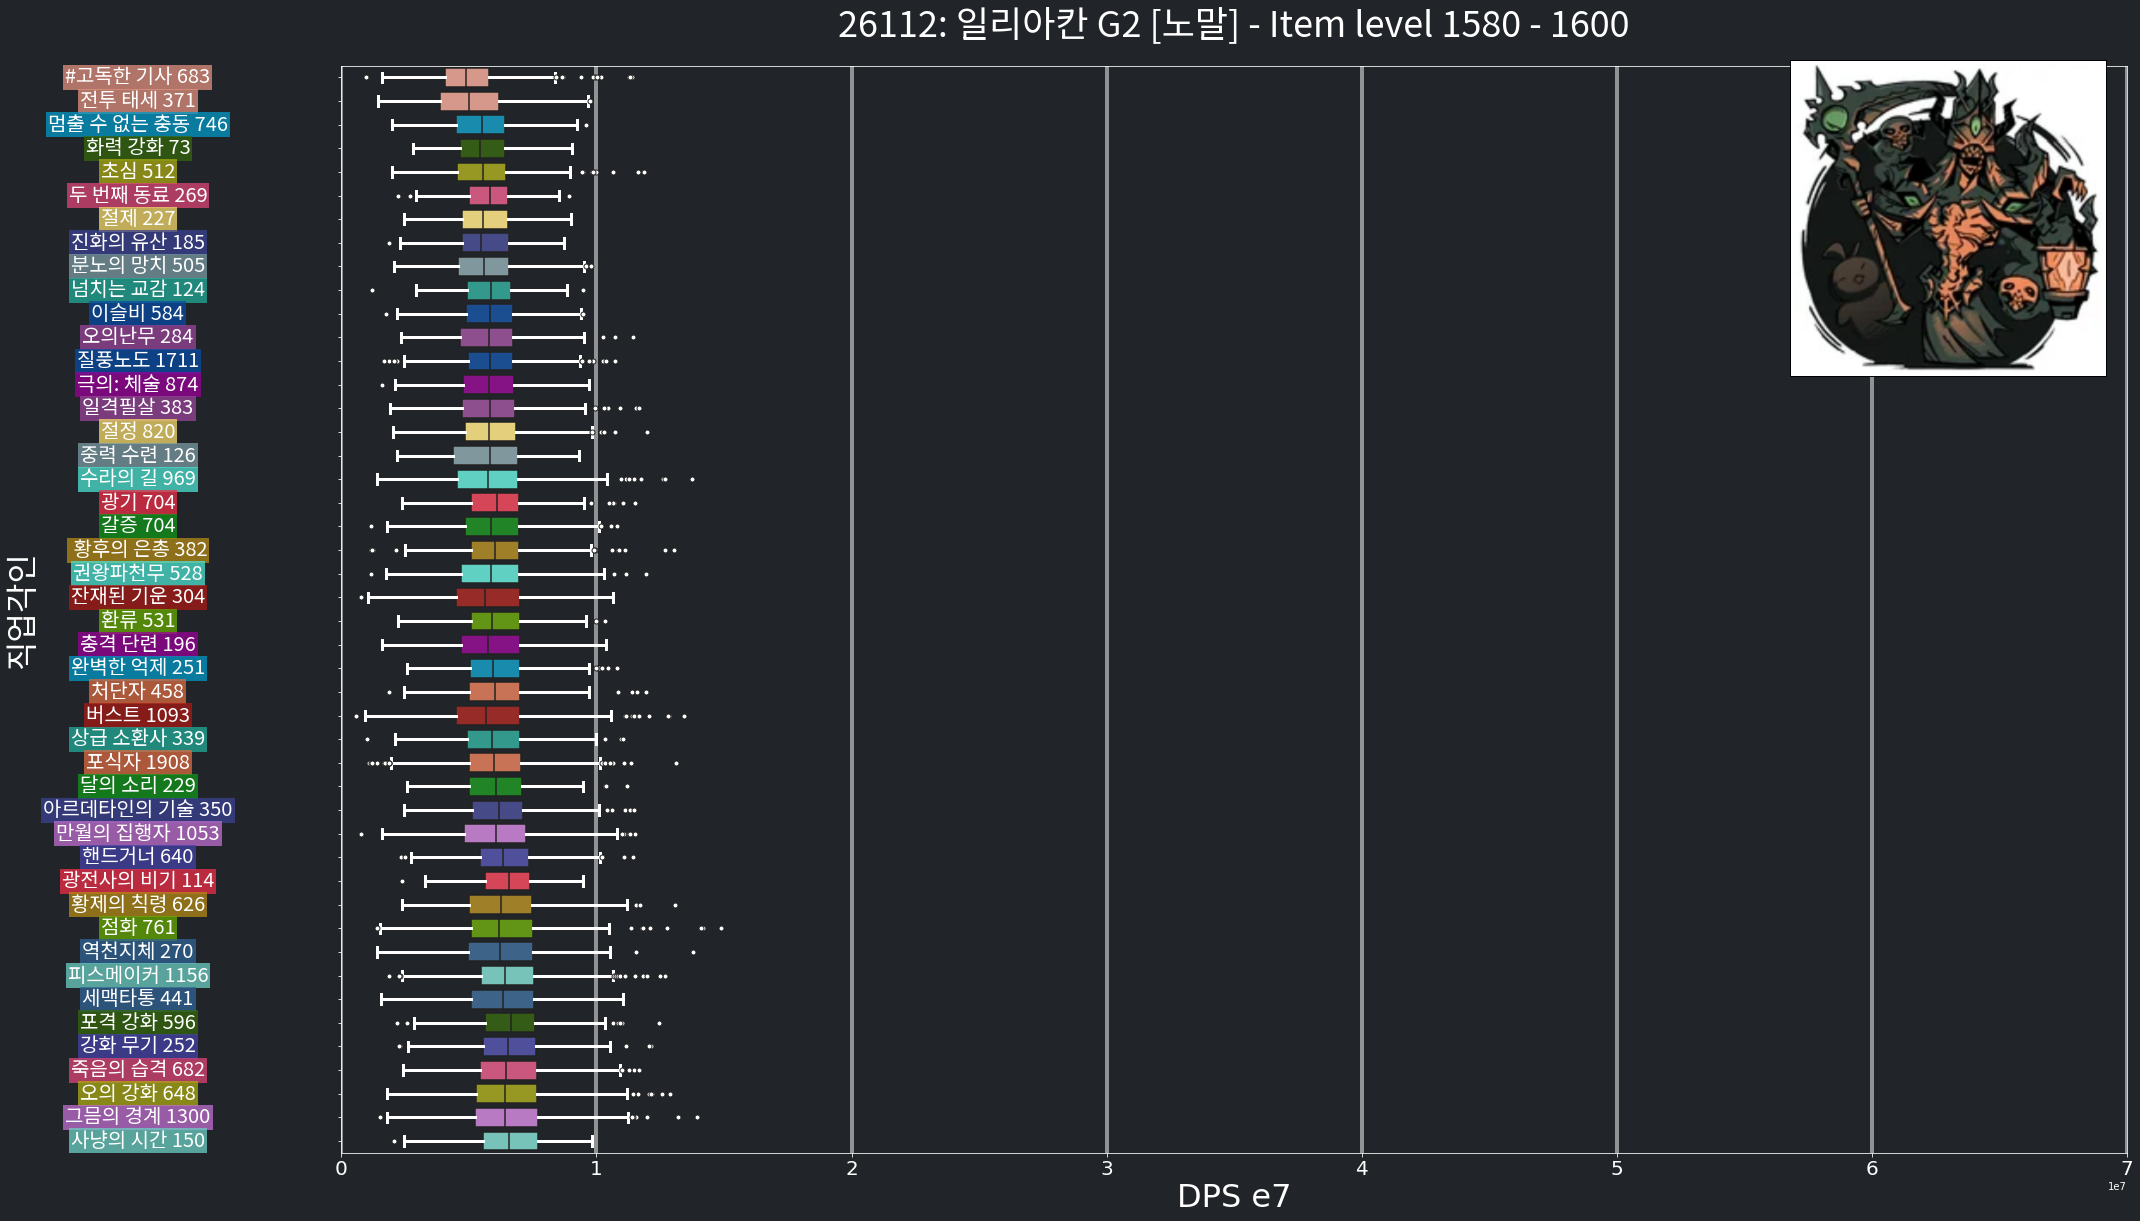 26112: 일리아칸 G2 [노말] - Item level 1580 - 1600
#고독한 기사 683
전투 태세 371
멈출 수 없는 충동 746
화력 강화 73
초심 512
두 번째 동료 269
절제 227
진화의 유산 185
분노의 망치 505
넘치는 교감 124
이슬비 584
오의난무 284
질풍노도 1711
극의: 체술 874
일격필살 383
절정 820
중력 수련 126
수라의 길 969
광기 704
갈증 704
황후의 은총 382
권왕파천무 528
잔재된 기운 304
환류 531
충격 단련 196
완벽한 억제 251
처단자 458
버스트 1093
상급 소환사 339
포식자 1908
달의 소리 229
아르데타인의 기술 350
만월의 집행자 1053
핸드거너 640
광전사의 비기 114
황제의 칙령 626
점화 761
역천지체 270
피스메이커 1156
세맥타통 441
포격 강화 596
강화 무기 252
죽음의 습격 682
오의 강화 648
그믐의 경계 1300
사냥의 시간 150
직업각인
0 1 2 3 4 5 6 7
1e7
DPS e7